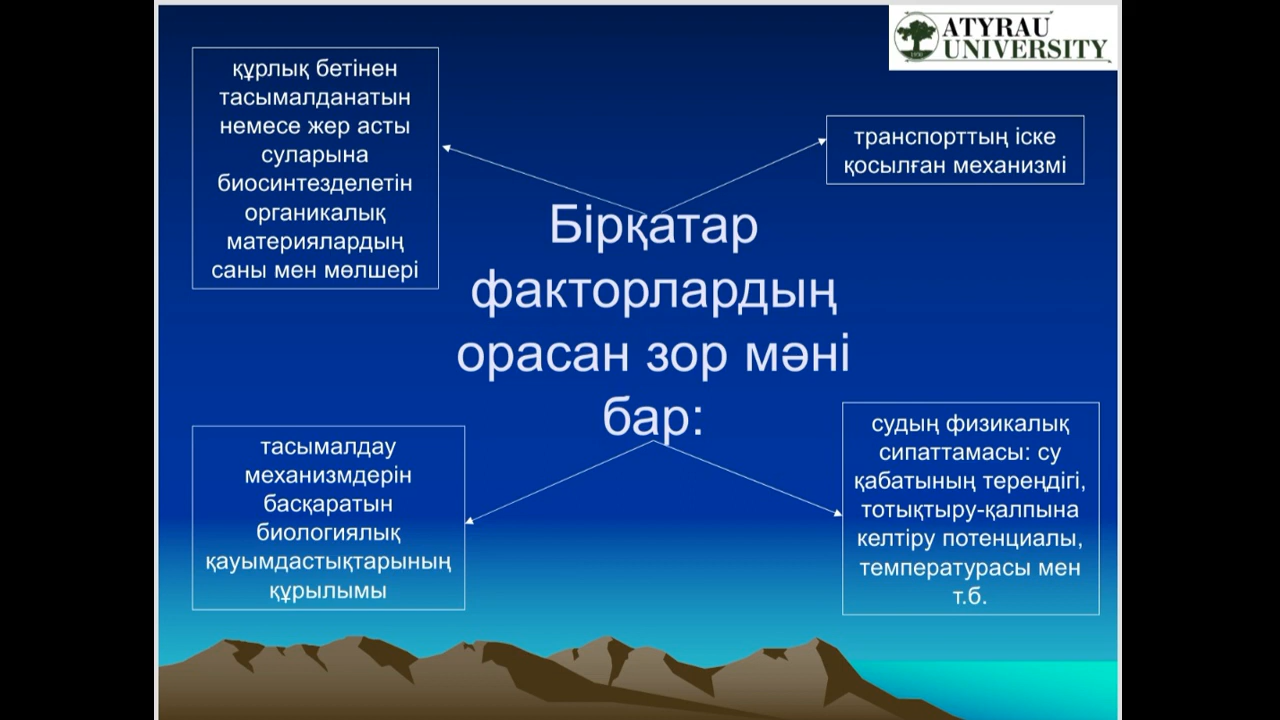 ATYRAU
UNIVERSITY
1950
құрлық бетінен
тасымалданатын
немесе жер асты
суларына
биосинтезделетін
органикалық
материялардың
саны мен мөлшері
транспорттың іске
қосылған механизмі
Бірқатар
факторлардың
орасан зор мәні
бар:
тасымалдау
механизмдерін
басқаратын
биологиялық
қауымдастықтарының
құрылымы
судың физикалық
сипаттамасы: су
қабатының тереңдігі,
тотықтыру-қалпына
келтіру потенциалы,
температурасы мен
т.б.